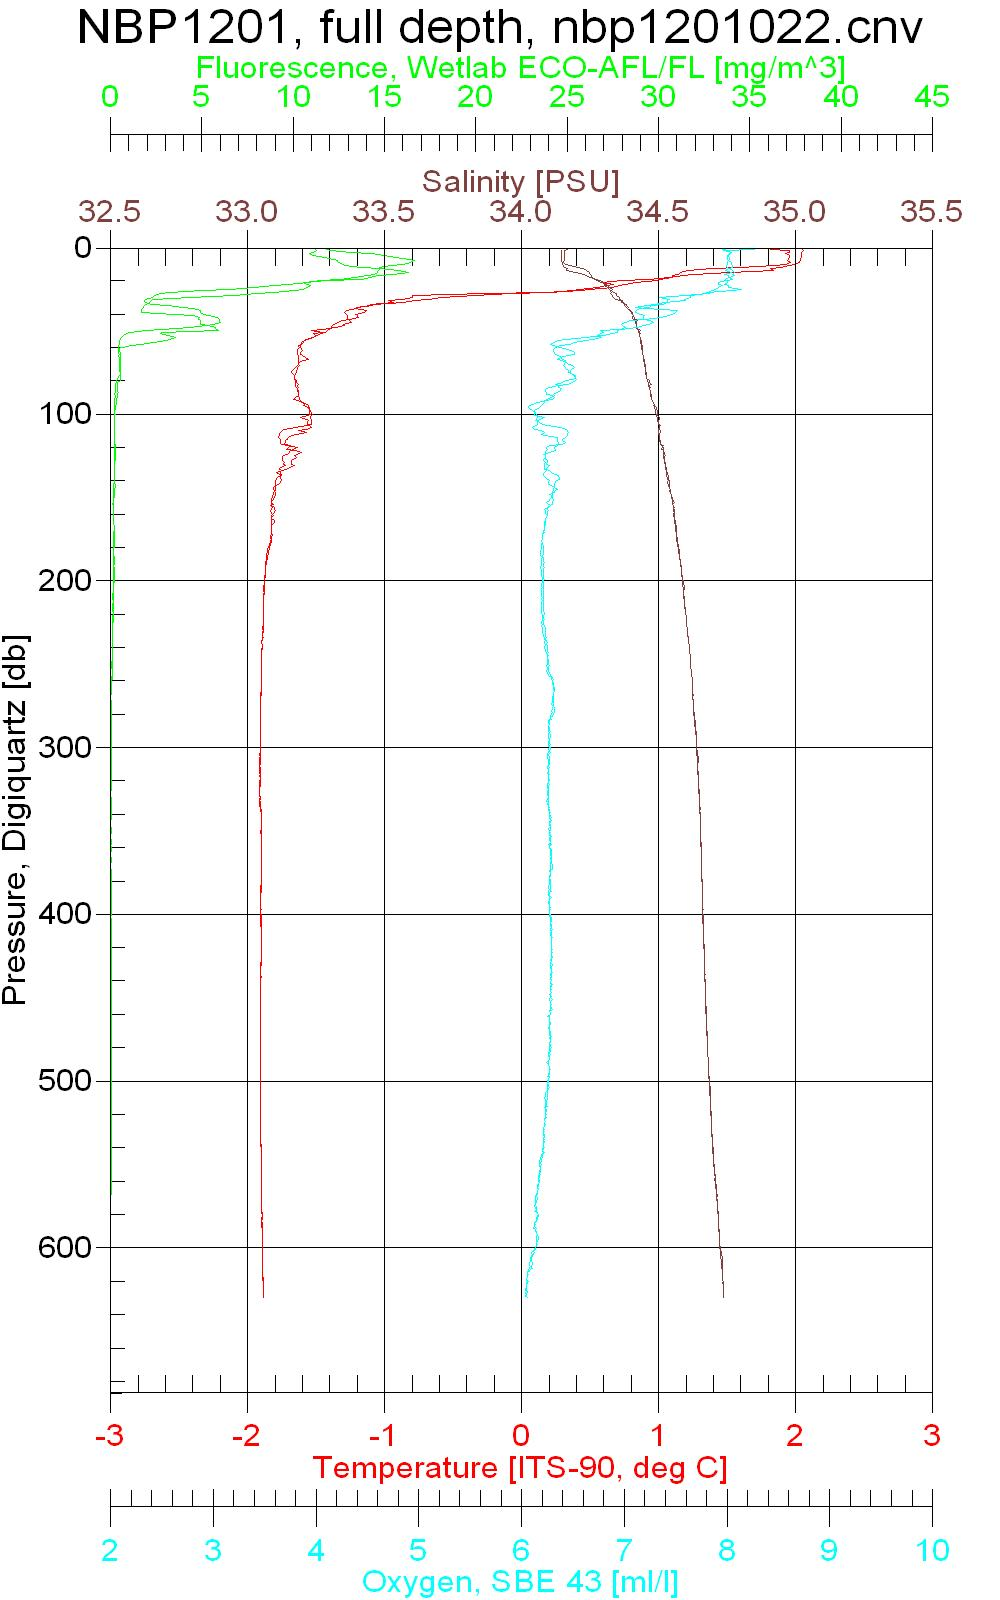 NBP1201, full depth, nbp1201022.cnv
Fluorescence, Wetlab ECO-AFL/FL [mg/m^3]
0 5 10 15 20 25 30 35 40 45
Salinity [PSU]
32.5 33.0 33.5 34.0 34.5 35.0 35.5
0
100
200
300
400
500
600
Pressure, Digiquartz [db]
-3 -2 -1 0 1 2 3
Temperature [ITS-90, deg C]
2 3 4 5 6 7 8 9 10
Oxygen, SBE 43 [ml/l]